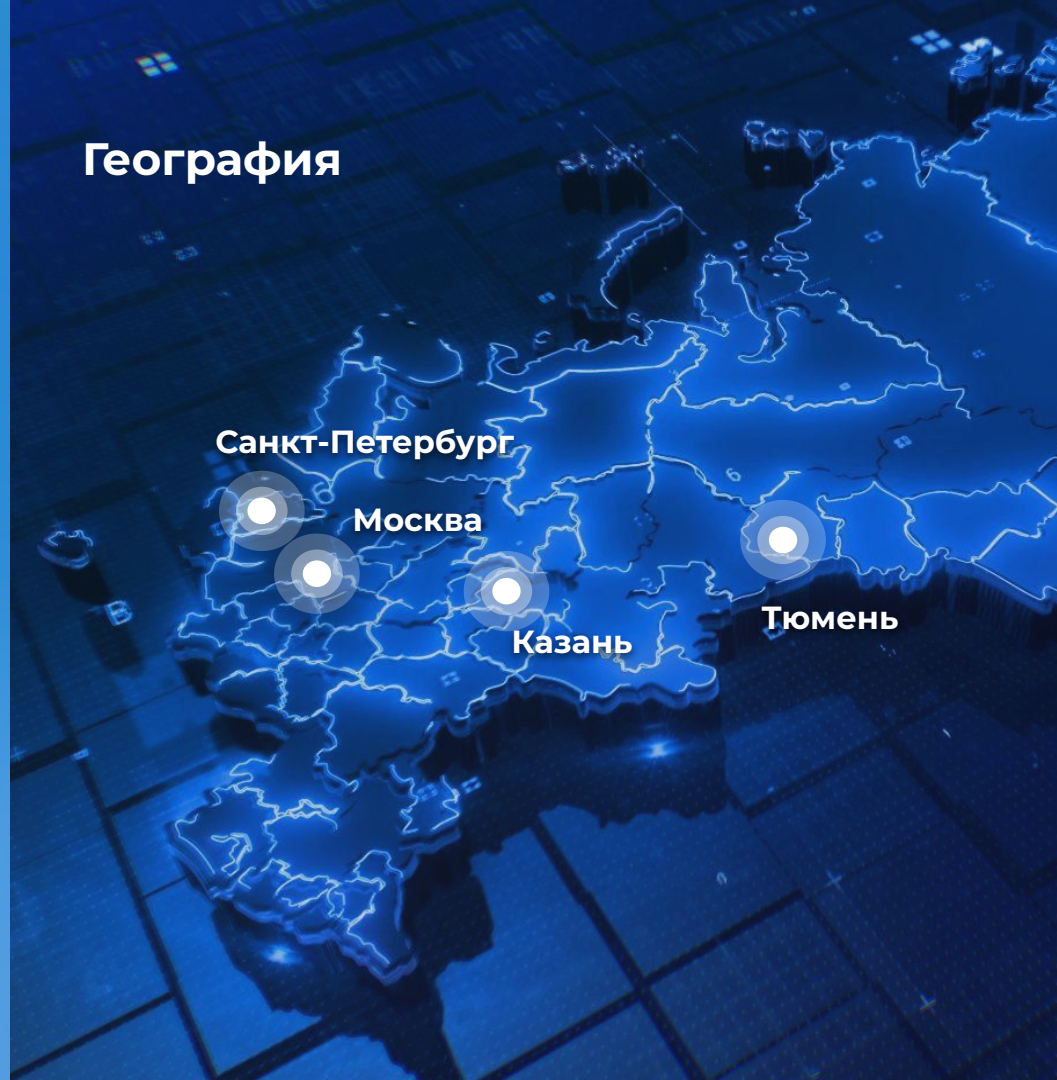 География
Санкт-Петербург
Москва
Тюмень
Казань